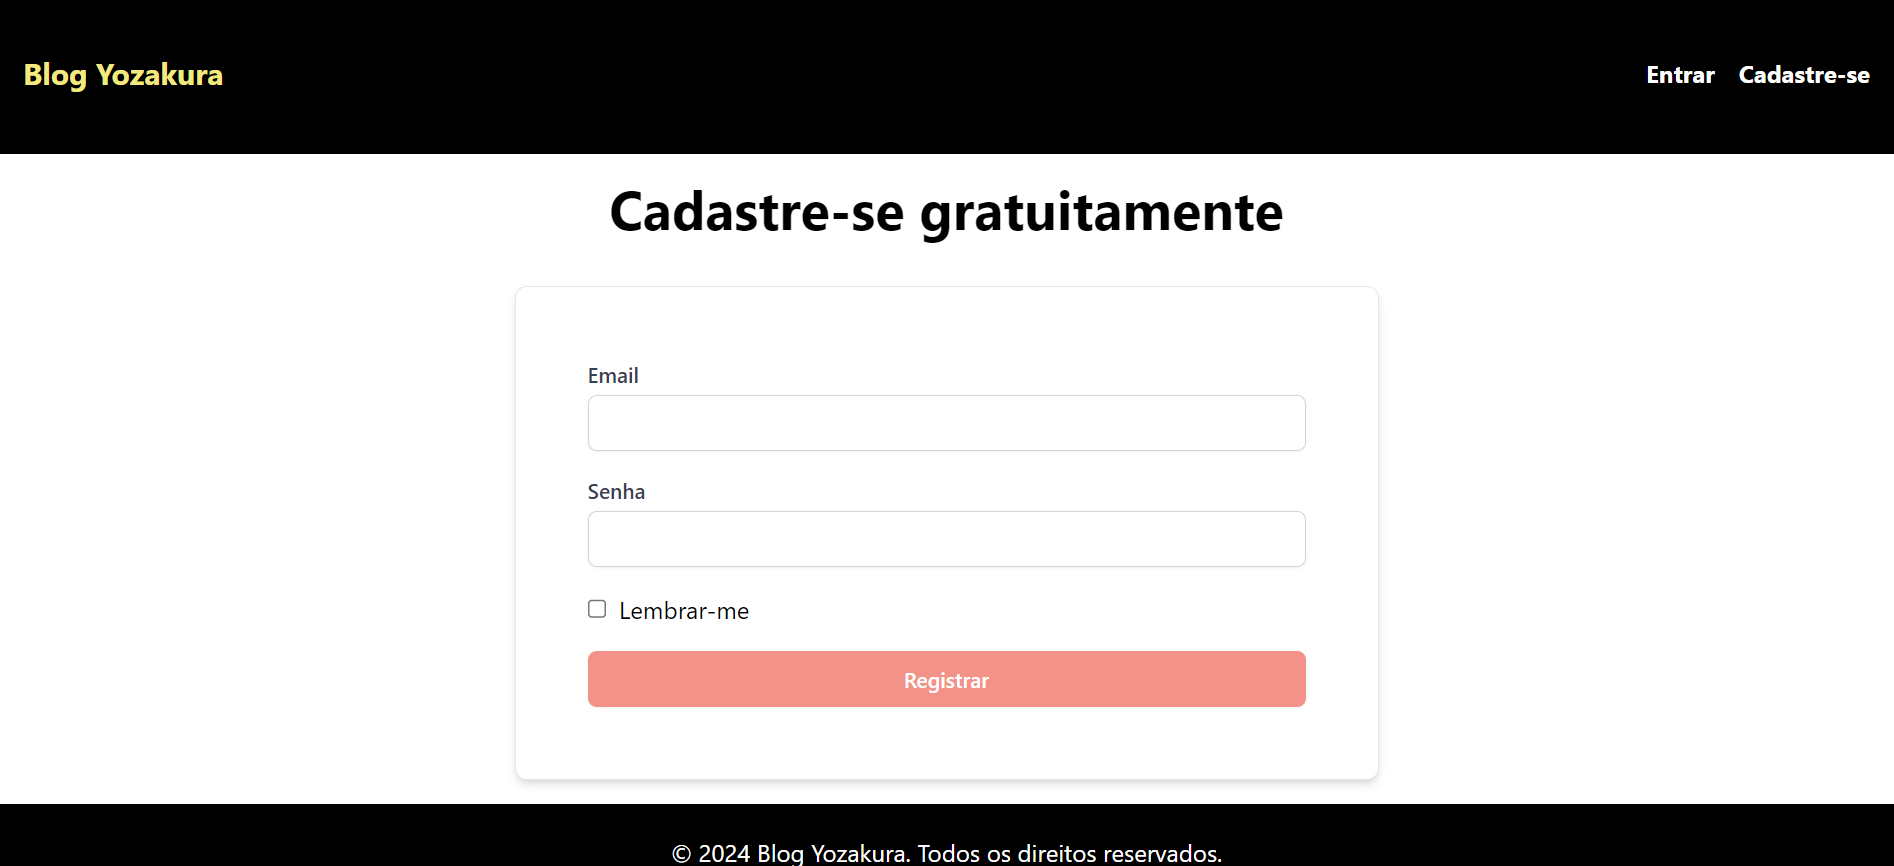 Blog Yozakura
Entrar Cadastre-se
Cadastre-se gratuitamente
Email
Senha
Lembrar-me
Registrar
© 2024 Blog Yozakura. Todos os direitos reservados.